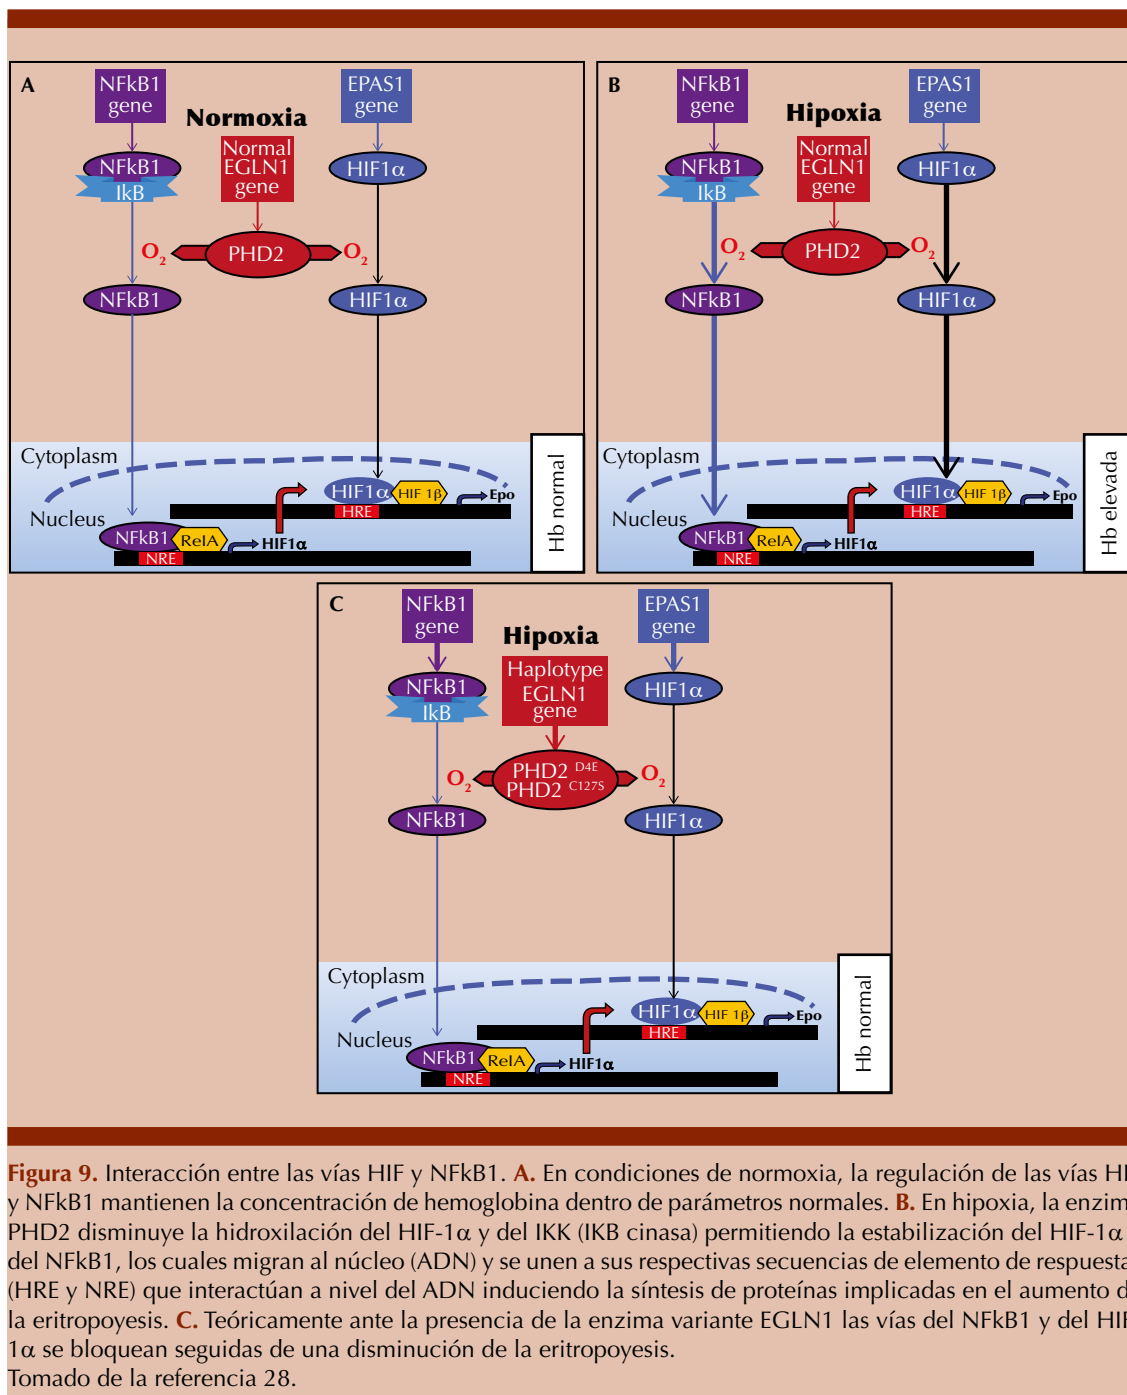 A
NFkB1
gene
EPAS1
gene
Normoxia
Normal
EGLN1
gene
NFkB1
IkB
HIF1α
O2
PHD2
O2
NFkB1
HIF1α
Cytoplasm
Nucleus
HIF1α
HIF 1β
Epo
HRE
NFkB1
RelA
HIF1α
NRE
Hb normal
B
NFkB1
gene
EPAS1
gene
Hipoxia
Normal
EGLN1
gene
NFkB1
IkB
HIF1α
O2
PHD2
O2
NFkB1
HIF1α
Cytoplasm
Nucleus
HIF1α
HIF 1β
Epo
HRE
NFkB1
RelA
HIF1α
NRE
Hb elevada
C
NFkB1
gene
EPAS1
gene
Hipoxia
Haplotype
EGLN1
gene
NFkB1
IkB
HIF1α
O2
PHD2 D4E
PHD2 C127S
O2
NFkB1
HIF1α
Cytoplasm
Nucleus
HIF1α
HIF 1β
Epo
HRE
NFkB1
RelA
HIF1α
NRE
Hb normal
Figura 9. Interacción entre las vías HIF y NFkB1. A. En condiciones de normoxia, la regulación de las vías
y NFkB1 mantienen la concentración de hemoglobina dentro de parámetros normales. B. En hipoxia, la
PHD2 disminuye la hidroxilación del HIF-1α y del IKK (IKB cinasa) permitiendo la estabilización del HIF-1α
del NFkB1, los cuales migran al núcleo (ADN) y se unen a sus respectivas secuencias de elemento de respuesta
(HRE y NRE) que interactúan a nivel del ADN induciendo la síntesis de proteínas implicadas en el aumento
la eritropoyesis. C. Teóricamente ante la presencia de la enzima variante EGLN1 las vías del NFkB1 y del HIF
1α se bloquean seguidas de una disminución de la eritropoyesis.
Tomado de la referencia 28.